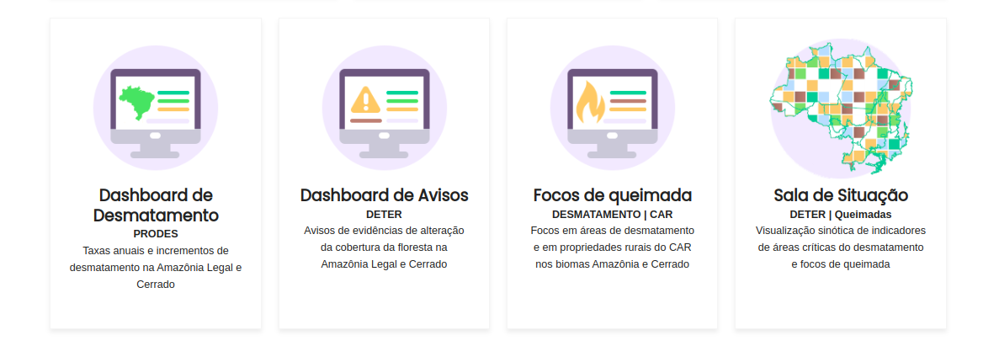 Dashboard de
Desmatamento
PRODES
Taxas anuais e incrementos de
desmatamento na Amazônia Legal e
Cerrado
Dashboard de Avisos
DETER
Avisos de evidências de alteração
da cobertura da floresta na
Amazônia Legal e Cerrado
Focos de queimada
DESMATAMENTO | CAR
Focos em áreas de desmatamento
e em propriedades rurais do CAR
nos biomas Amazônia e Cerrado
Sala de Situação
DETER | Queimadas
Visualização sinótica de indicadores
de áreas críticas do desmatamento
e focos de queimada